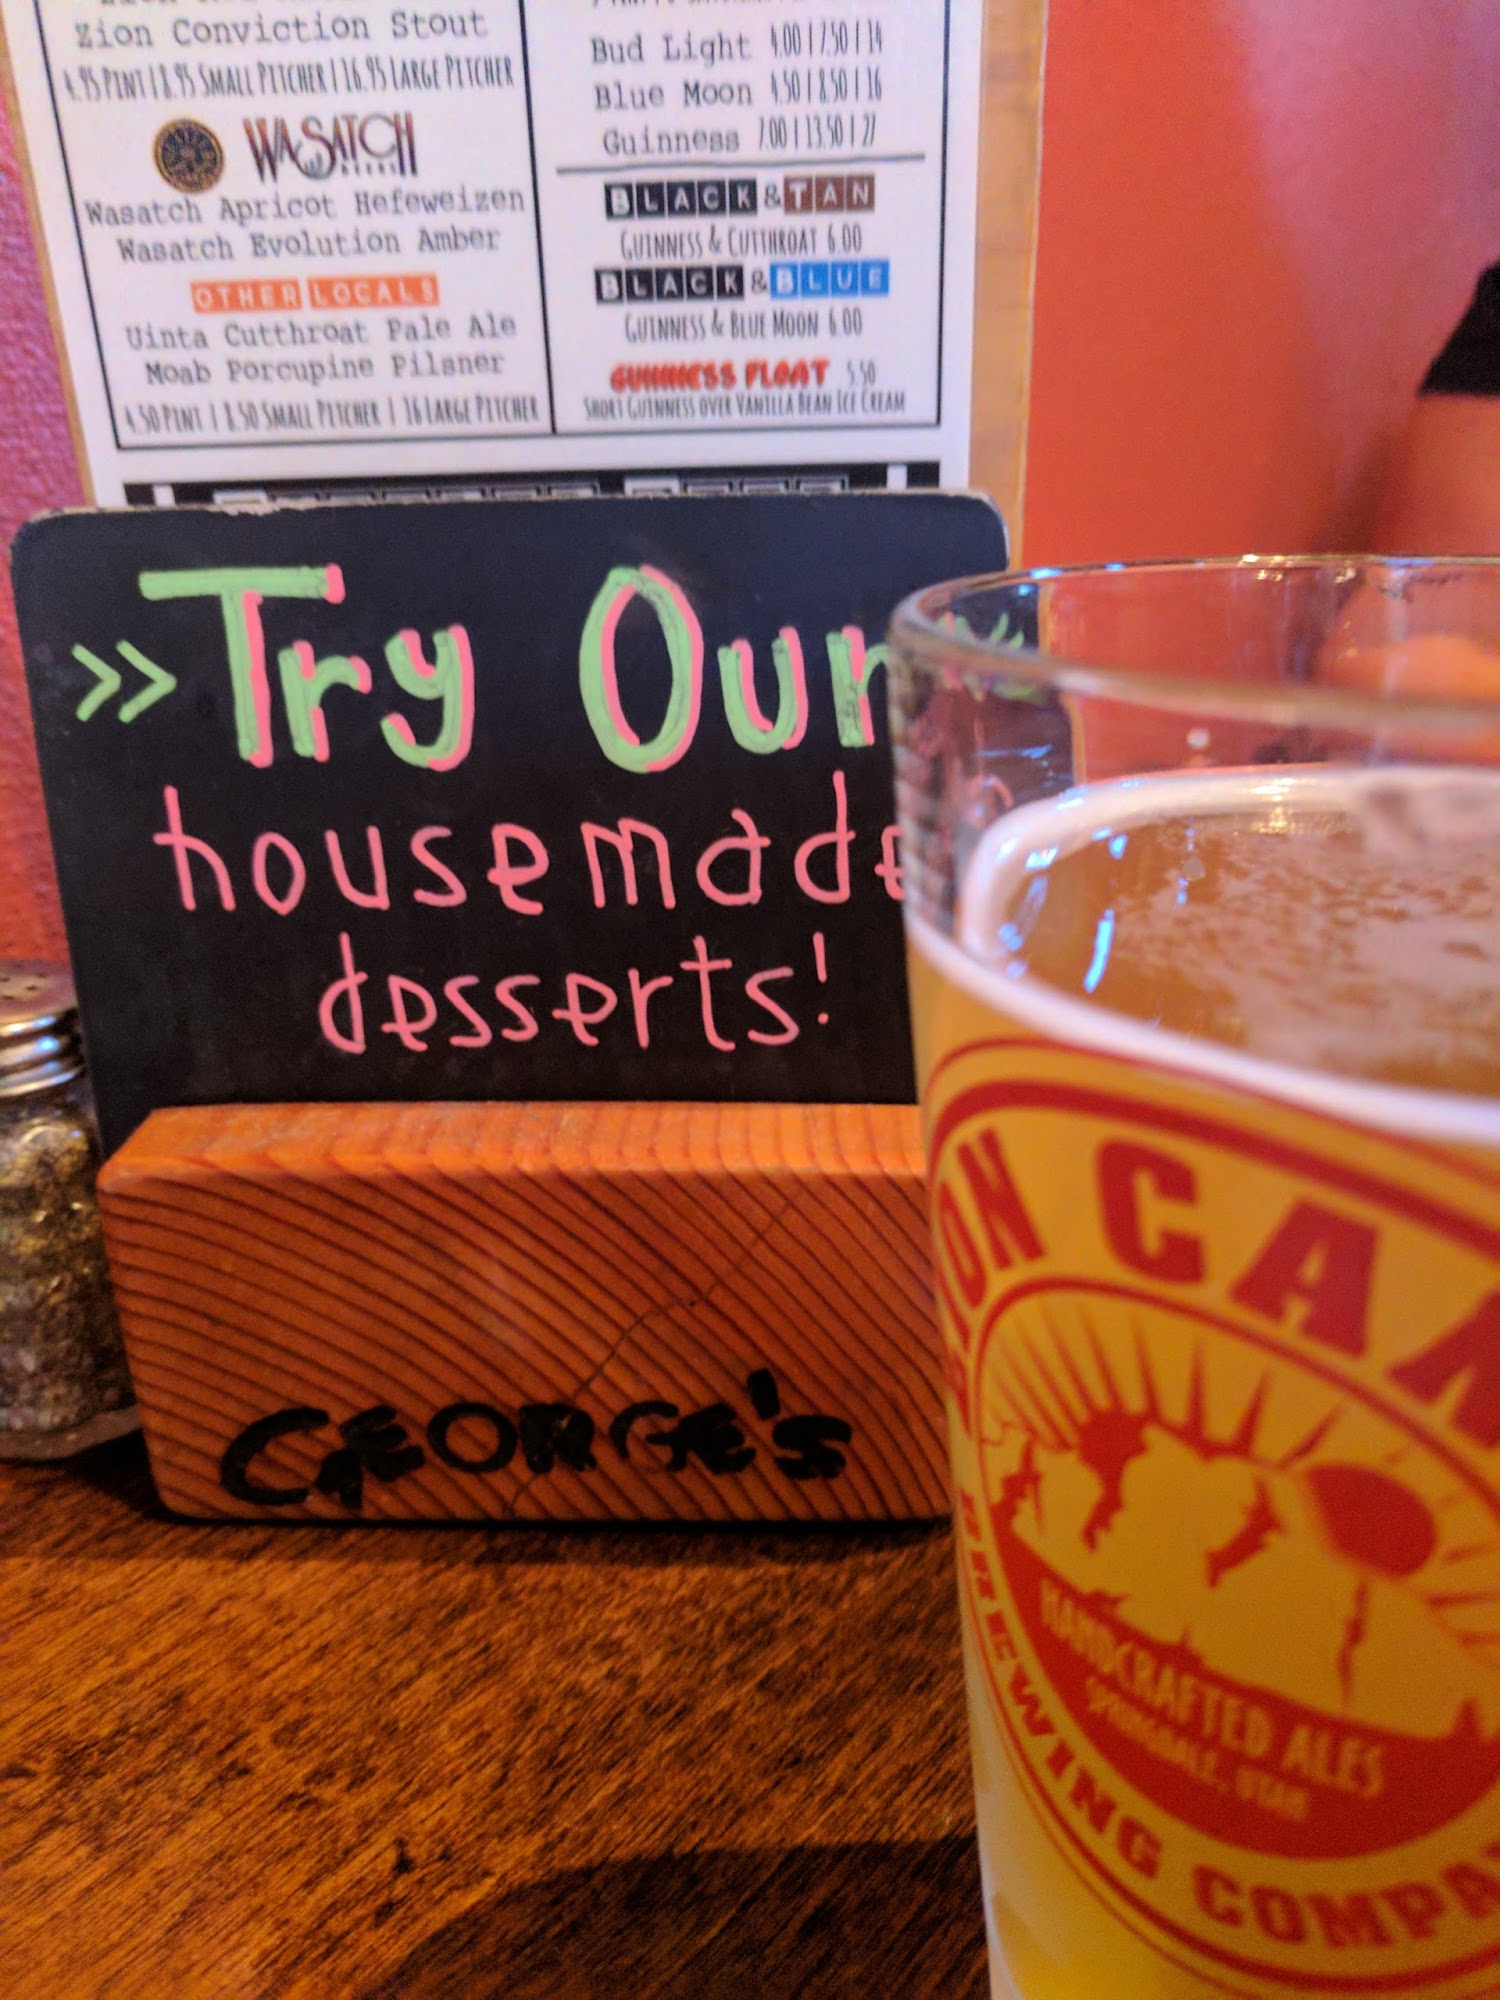 Zion Conviction Stout
4.95 PINT | 8.95 SMALL PITCHER | 16.95 LARGE PITCHER
WASATCH
BEERS
Wasatch Apricot Hefeweizen
Wasatch Evolution Amber
OTHER LOCALS
Uinta Cutthroat Pale Ale
Moab Porcupine Pilsner
4.50 PINT | 8.50 SMALL PITCHER | 16 LARGE PITCHER
Bud Light 4.00 | 7.50 | 14
Blue Moon 4.50 | 8.50 | 16
Guinness 7.00 | 13.50 | 27
BLACK & TAN
GUINNESS & CUTTHROAT 6.00
BLACK & BLUE
GUINNESS & BLUE MOON 6.00
GUINNESS FLOAT 5.50
SHORT GUINNESS OVER VANILLA BEAN ICE CREAM
>> Try Our
housemade
desserts!
GEORGE'S
ION CAN
HANDCRAFTED ALES
SPRINGDALE, UTAH
BREWING COMPA